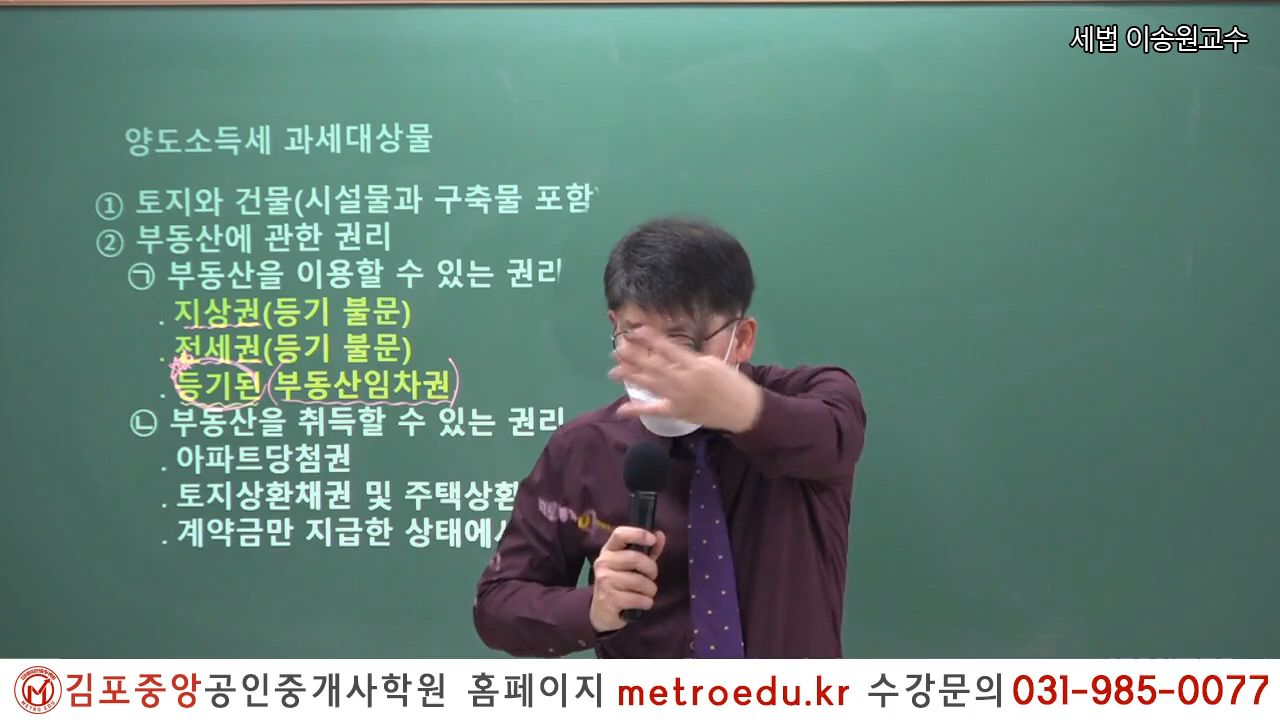 세법 이송원교수
양도소득세 과세대상물
① 토지와 건물(시설물과 구축물 포함
② 부동산에 관한 권리
㉠ 부동산을 이용할 수 있는 권리
. 지상권(등기 불문)
. 전세권(등기 불문)
. 등기된 (부동산임차권)
㉡ 부동산을 취득할 수 있는 권리
. 아파트당첨권
. 토지상환채권 및 주택상환
. 계약금만 지급한 상태에서
METRO EDU
김포중앙공인중개사학원 홈페이지 metroedu.kr 수강문의 031-985-0077